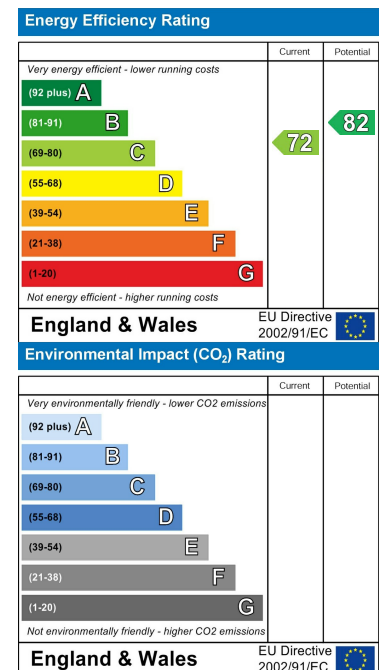 Energy Efficiency Rating
Current Potential
Very energy efficient - lower running costs
(92 plus) A
(81-91) B
(69-80) C
(55-68) D
(39-54) E
(21-38) F
(1-20) G
72 82
Not energy efficient - higher running costs
England & Wales EU Directive 2002/91/EC
Environmental Impact (CO₂) Rating
Current Potential
Very environmentally friendly - lower CO2 emissions
(92 plus) A
(81-91) B
(69-80) C
(55-68) D
(39-54) E
(21-38) F
(1-20) G
Not environmentally friendly - higher CO2 emissions
England & Wales EU Directive 2002/91/EC